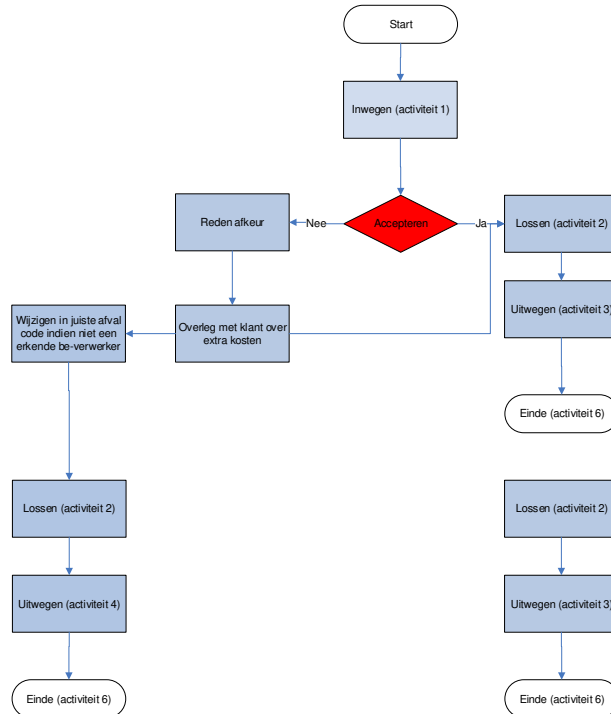 Start
Inwegen (activiteit 1)
Accepteren
Nee
Ja
Reden afkeur
Lossen (activiteit 2)
Uitwegen (activiteit 3)
Einde (activiteit 6)
Overleg met klant over
extra kosten
Wijzigen in juiste afval
code indien niet een
erkende be-verwerker
Lossen (activiteit 2)
Uitwegen (activiteit 4)
Einde (activiteit 6)
Lossen (activiteit 2)
Uitwegen (activiteit 3)
Einde (activiteit 6)